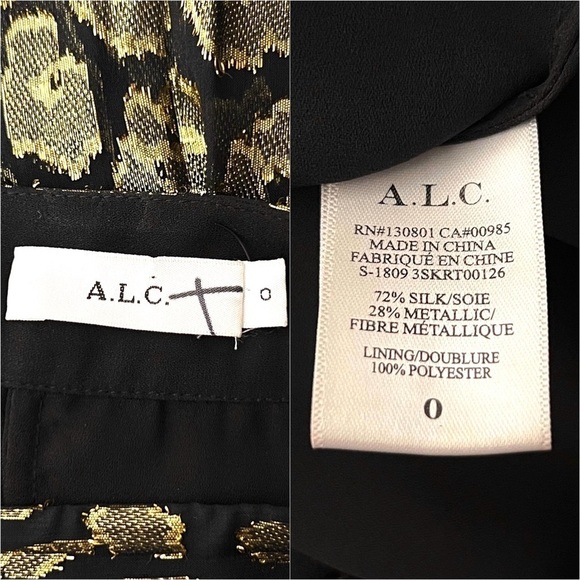 A.L.C.
0
A.L.C.
RN#130801 CA#00985
MADE IN CHINA
FABRIQUÉ EN CHINE
S-1809 3SKRT00126
72% SILK/SOIE
28% METALLIC/
FIBRE MÉTALLIQUE
LINING/DOUBLURE
100% POLYESTER
0